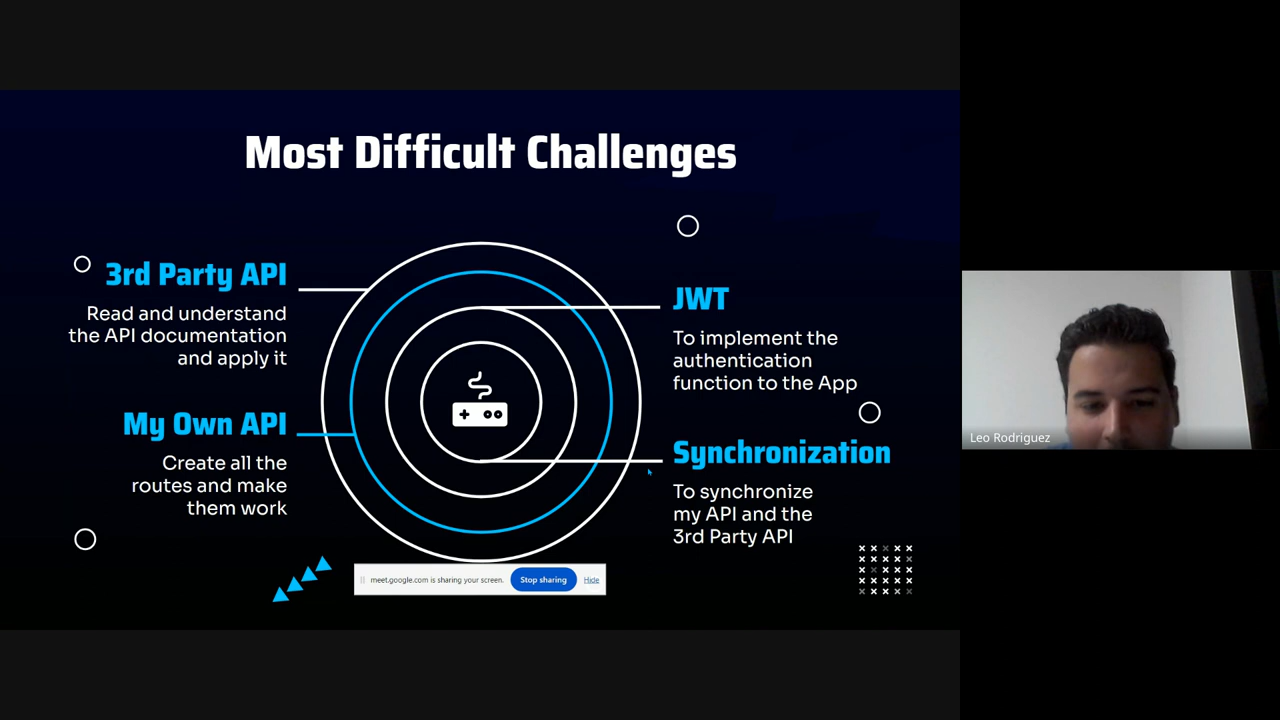 Most Difficult Challenges
3rd Party API
Read and understand
the API documentation
and apply it
My Own API
Create all the
routes and make
them work
JWT
To implement the
authentication
function to the App
Synchronization
To synchronize
my API and the
3rd Party API
meet.google.com is sharing your screen.
Stop sharing
Hide
Leo Rodriguez